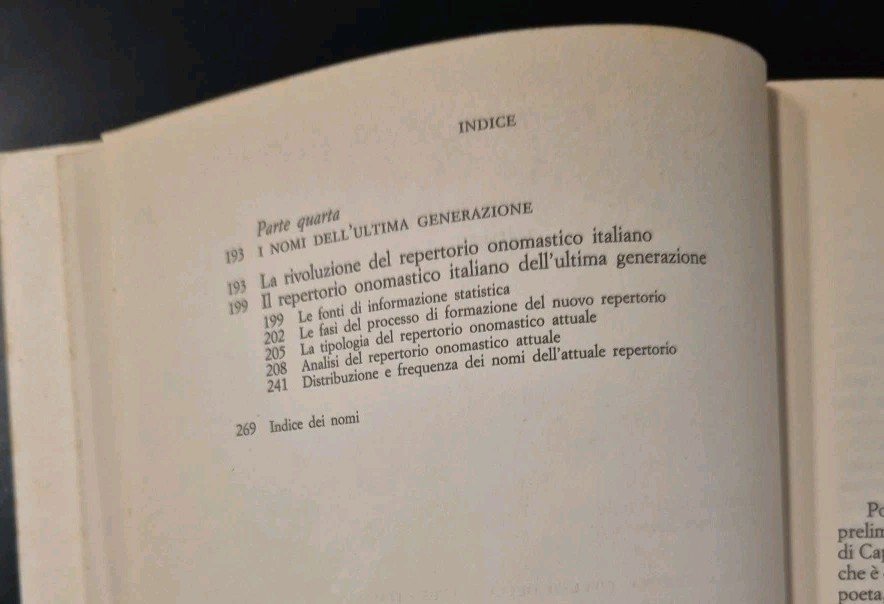 INDICE
Parte quarta
193 I NOMI DELL'ULTIMA GENERAZIONE
193 La rivoluzione del repertorio onomastico italiano
199 Il repertorio onomastico italiano dell'ultima generazione
199 Le fonti di informazione statistica
202 Le fasi del processo di formazione del nuovo repertorio
205 La tipologia del repertorio onomastico attuale
208 Analisi del repertorio onomastico attuale
241 Distribuzione e frequenza dei nomi dell'attuale repertorio
269 Indice dei nomi
di
che è
poeta